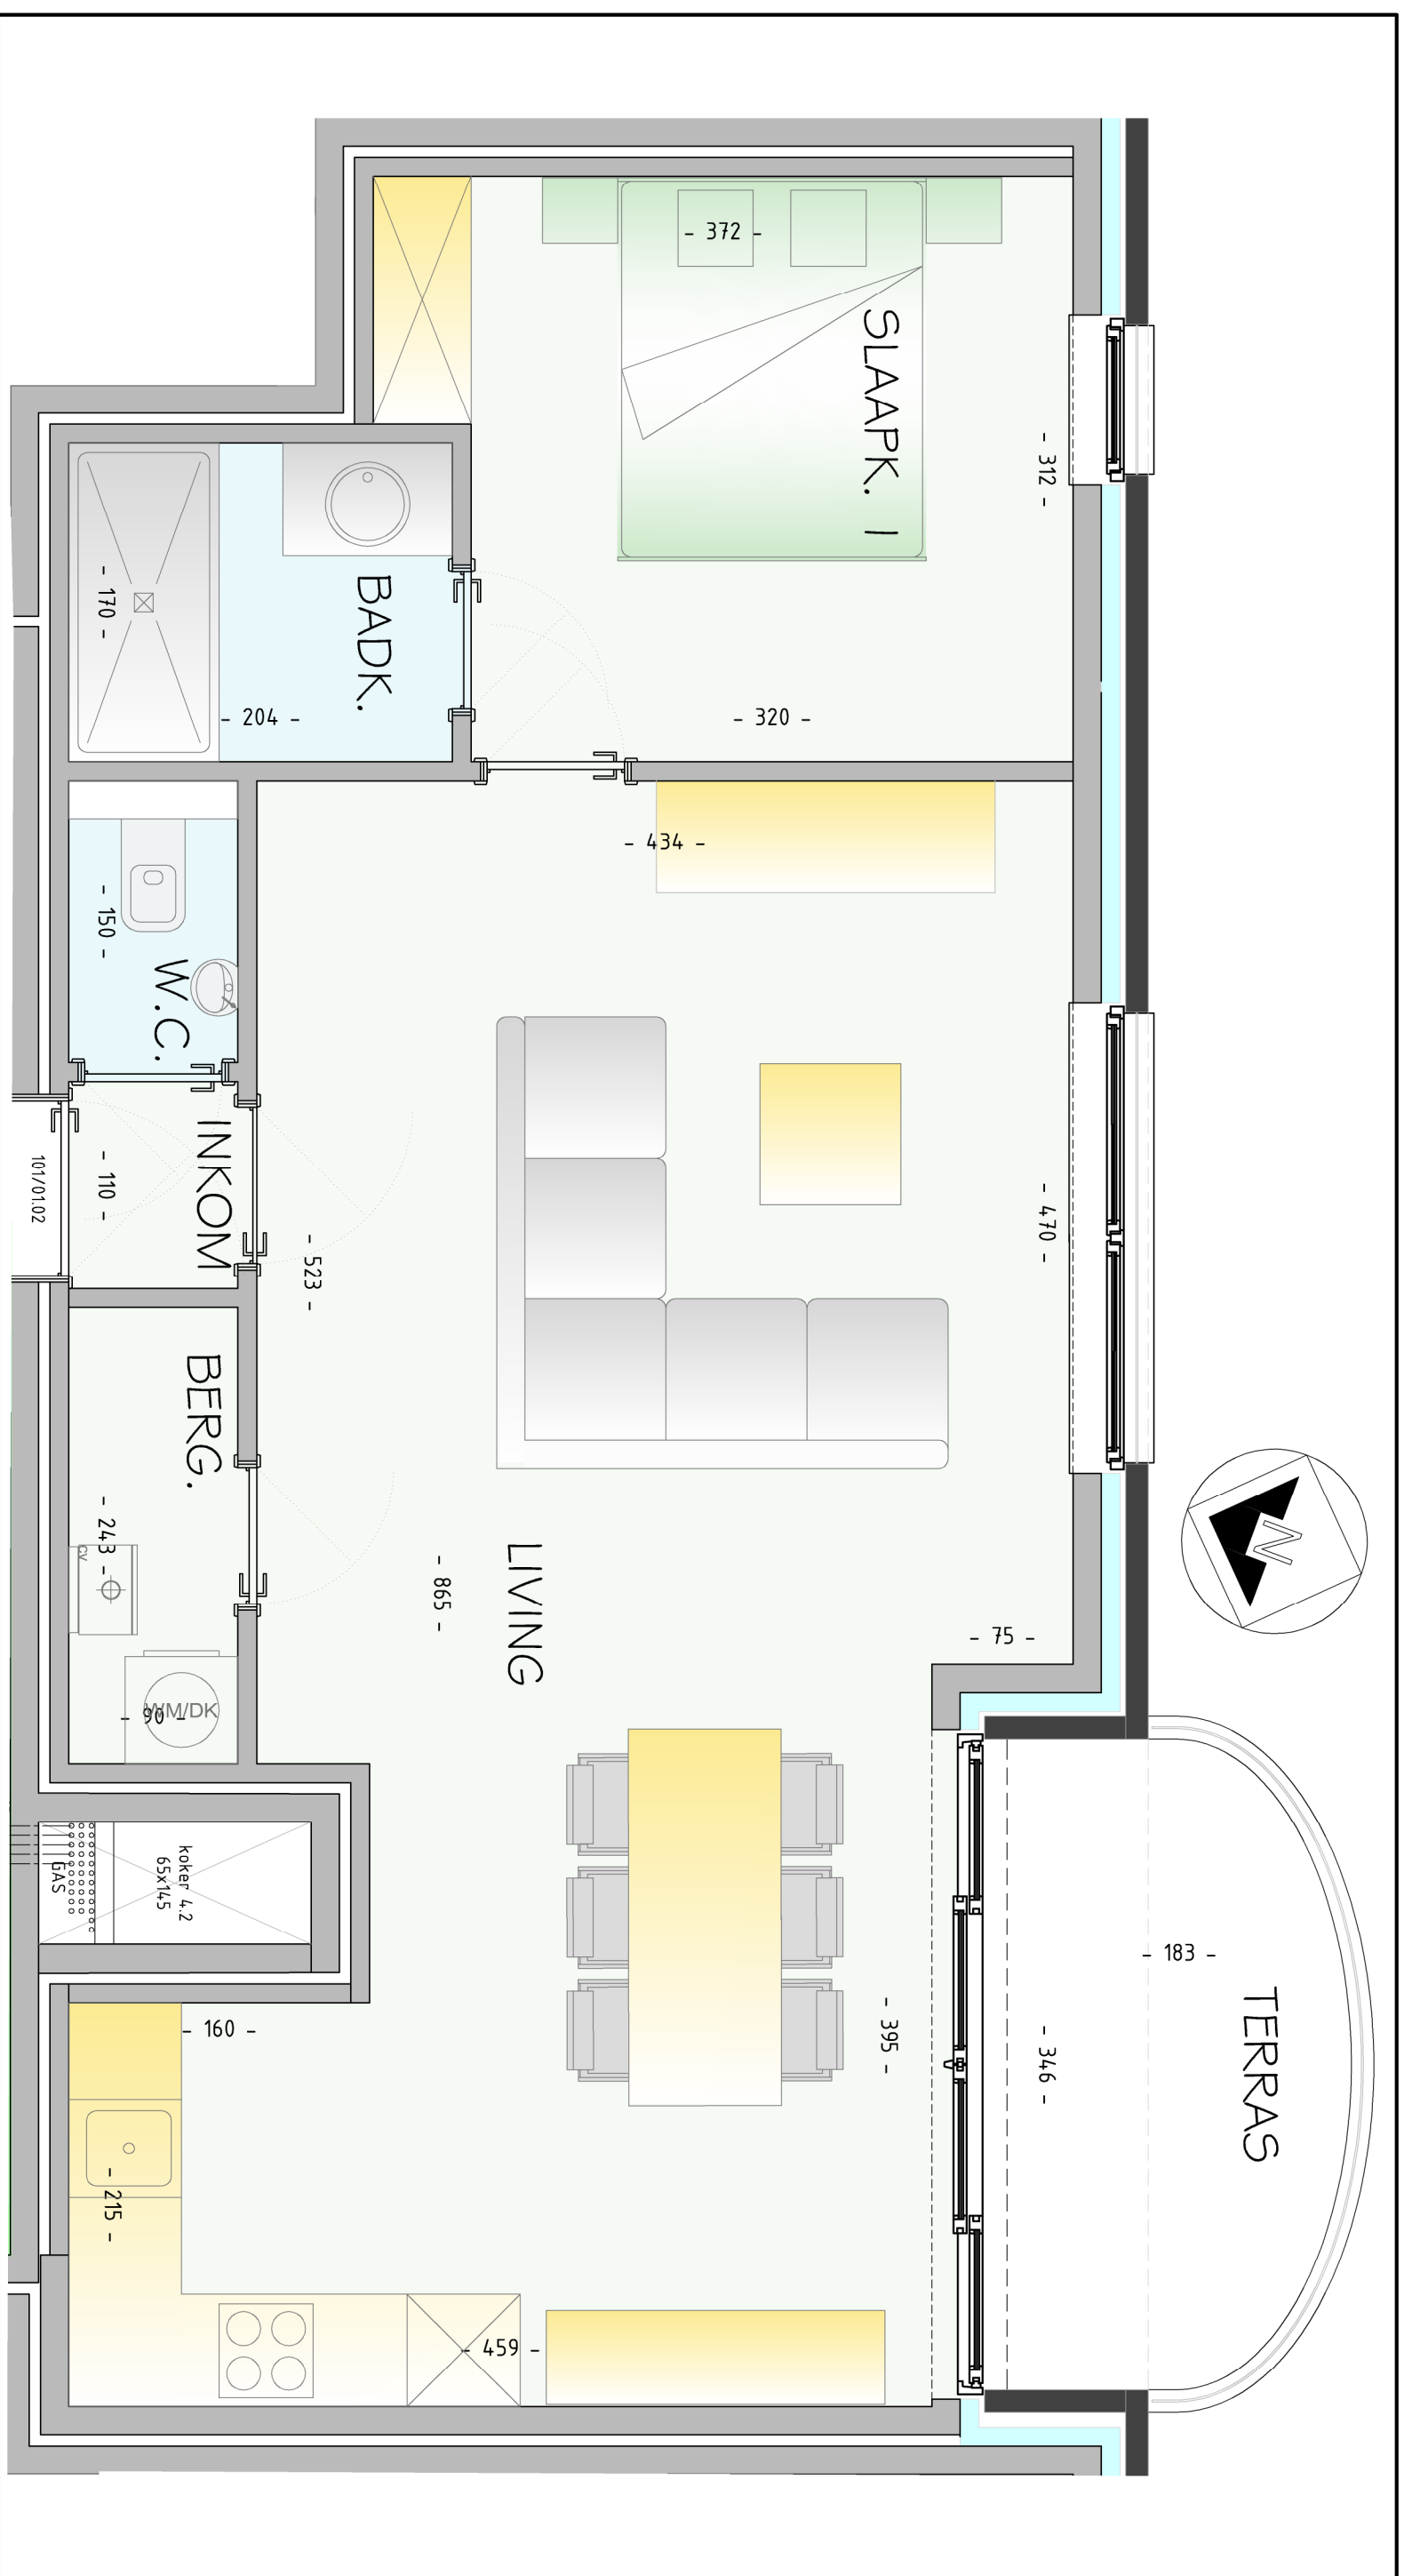 - 372 -
SLAAPK. 1
- 312 -
- 170 -
BADK.
- 204 -
- 320 -
- 434 -
- 150 -
W.C.
INKOM
- 110 -
101/01.02
- 523 -
- 470 -
BERG.
- 243 -
CV
LIVING
- 865 -
- 75 -
N
WM/DK
- 90 -
koker 4.2
65x145
GAS
- 183 -
TERRAS
- 160 -
- 395 -
- 346 -
- 215 -
- 459 -